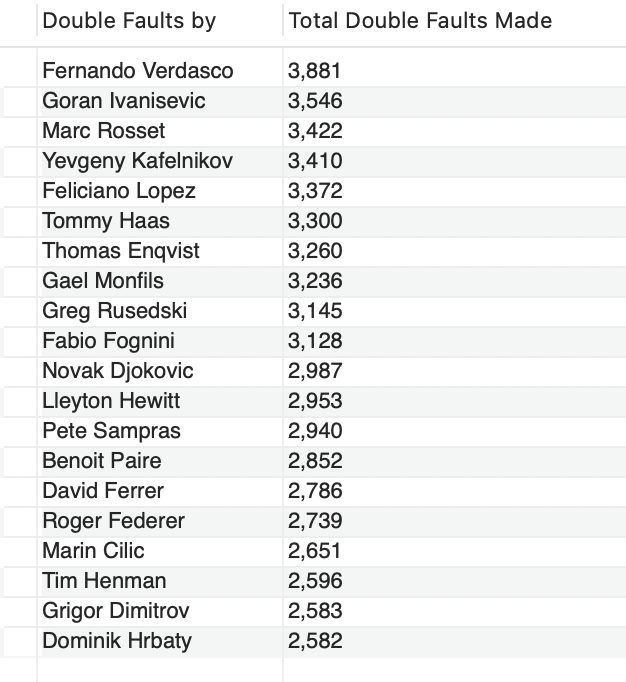 Double Faults by Total Double Faults Made
Fernando Verdasco 3,881
Goran Ivanisevic 3,546
Marc Rosset 3,422
Yevgeny Kafelnikov 3,410
Feliciano Lopez 3,372
Tommy Haas 3,300
Thomas Enqvist 3,260
Gael Monfils 3,236
Greg Rusedski 3,145
Fabio Fognini 3,128
Novak Djokovic 2,987
Lleyton Hewitt 2,953
Pete Sampras 2,940
Benoit Paire 2,852
David Ferrer 2,786
Roger Federer 2,739
Marin Cilic 2,651
Tim Henman 2,596
Grigor Dimitrov 2,583
Dominik Hrbaty 2,582